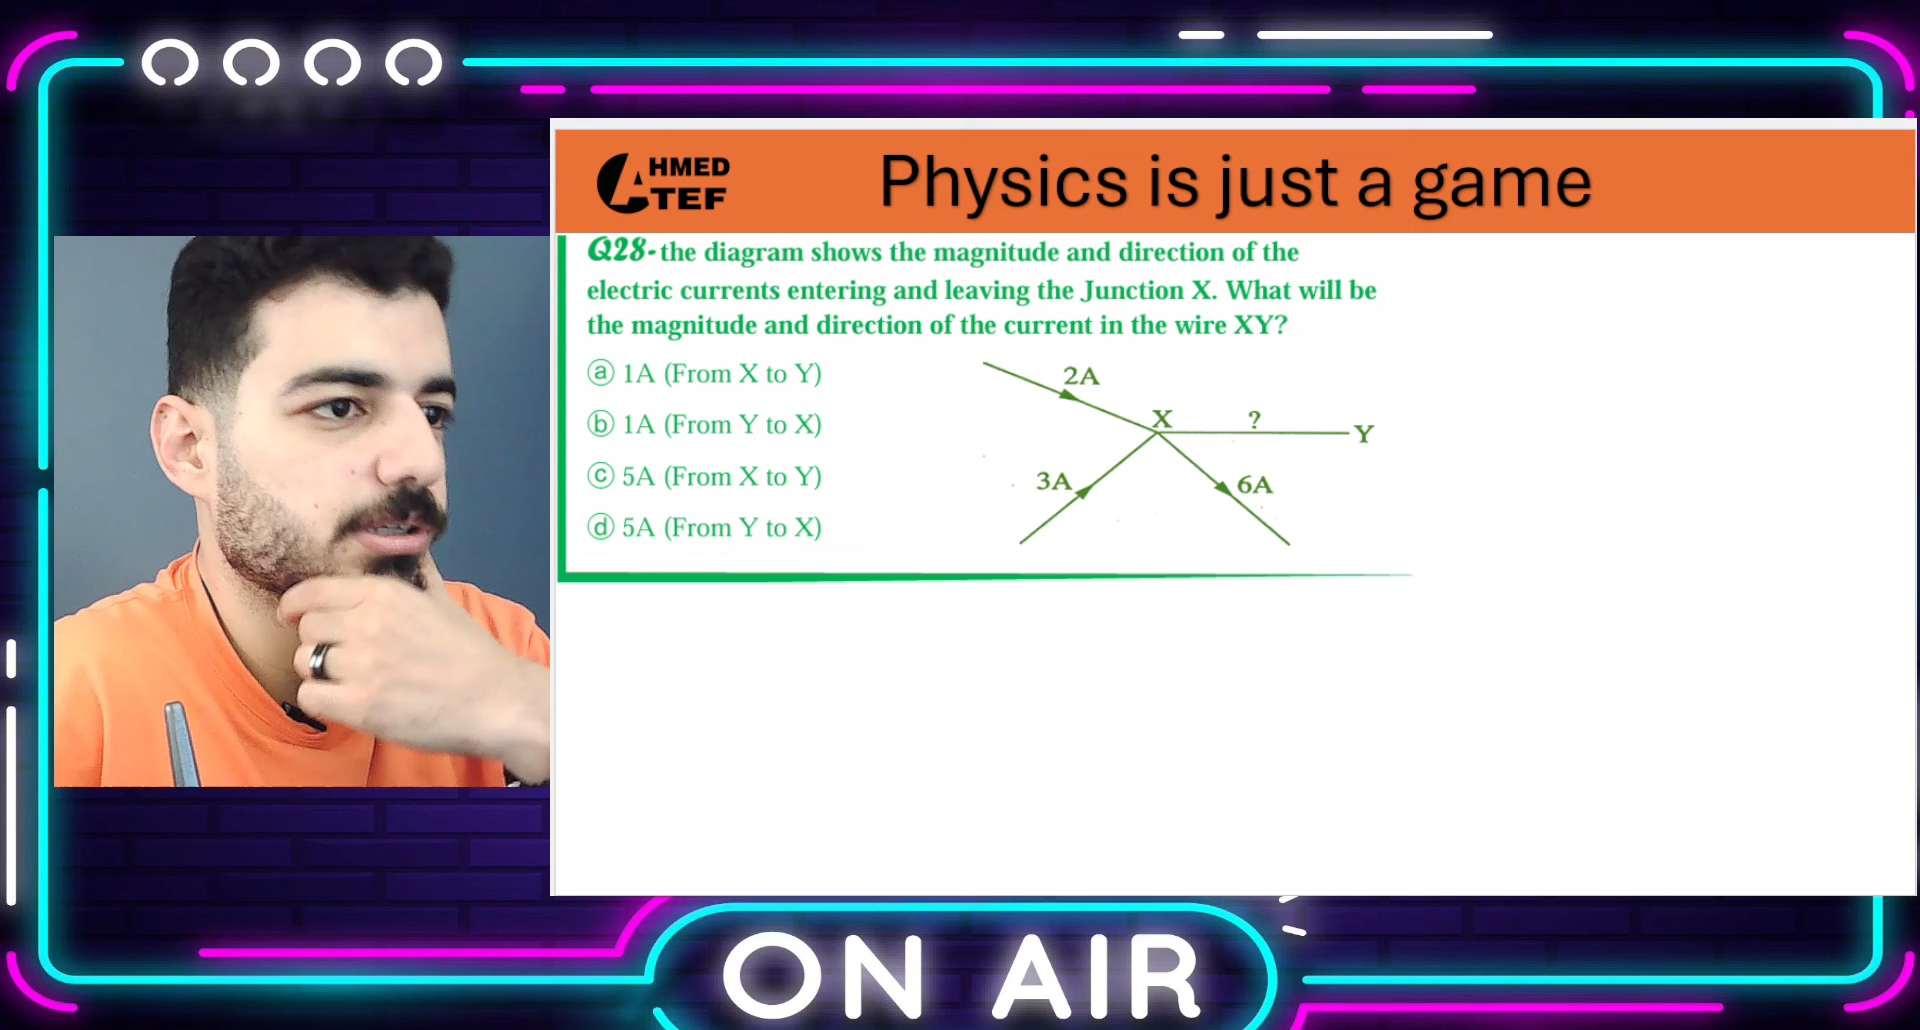 AHMED
ATEF
Physics is just a game
Q28- the diagram shows the magnitude and direction of the
electric currents entering and leaving the Junction X. What will be
the magnitude and direction of the current in the wire XY?
ⓐ 1A (From X to Y)
ⓑ 1A (From Y to X)
ⓒ 5A (From X to Y)
ⓓ 5A (From Y to X)
2A
X
?
Y
3A
6A
ON AIR